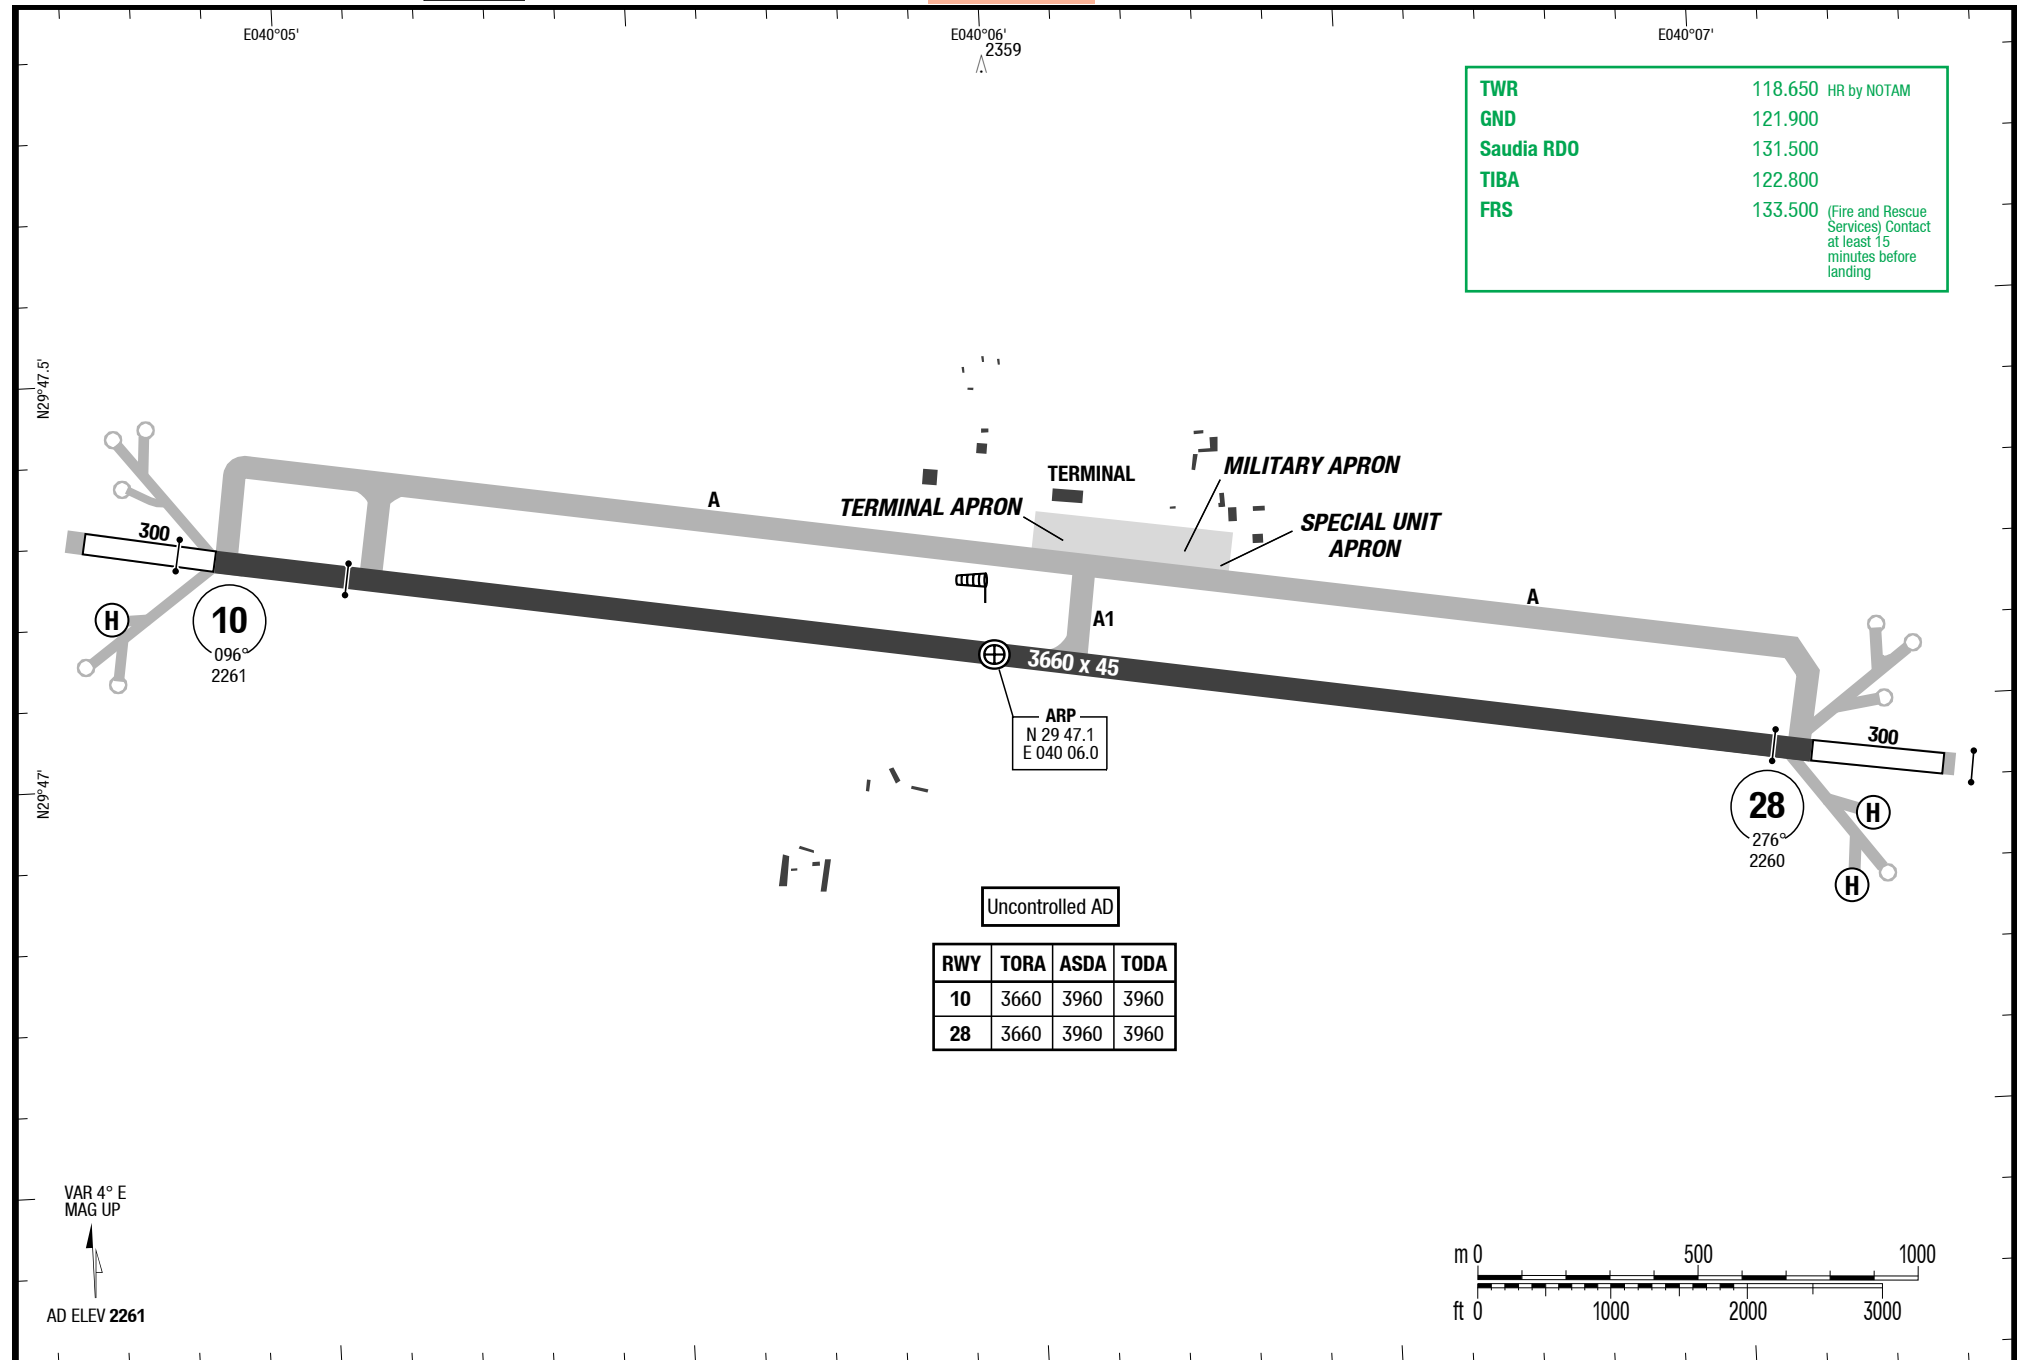 E040°05'
E040°06'
E040°07'
2359
TWR 118.650 HR by NOTAM
GND 121.900
Saudia RDO 131.500
TIBA 122.800
FRS 133.500 (Fire and Rescue
Services) Contact
at least 15
minutes before
landing
N29°47.5'
TERMINAL
MILITARY APRON
A
TERMINAL APRON
SPECIAL UNIT
APRON
300
A
H
10
096°
2261
A1
3660 x 45
ARP
N 29 47.1
E 040 06.0
300
N29°47'
28
276°
2260
H
H
Uncontrolled AD
RWY TORA ASDA TODA
10 3660 3960 3960
28 3660 3960 3960
VAR 4° E
MAG UP
AD ELEV 2261
m 0 500 1000
ft 0 1000 2000 3000